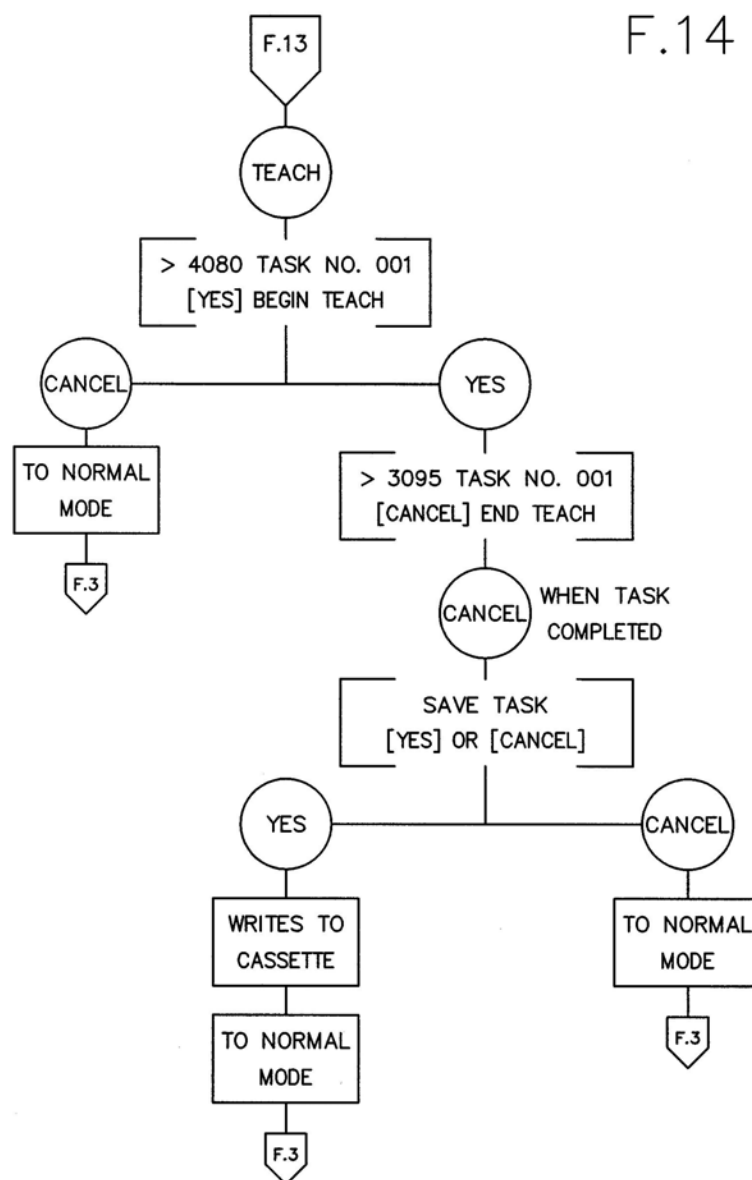 F.13
F.14
TEACH
> 4080 TASK NO. 001
[YES] BEGIN TEACH
CANCEL
YES
TO NORMAL
MODE
F.3
> 3095 TASK NO. 001
[CANCEL] END TEACH
CANCEL
WHEN TASK
COMPLETED
SAVE TASK
[YES] OR [CANCEL]
YES
CANCEL
WRITES TO
CASSETTE
TO NORMAL
MODE
F.3
TO NORMAL
MODE
F.3